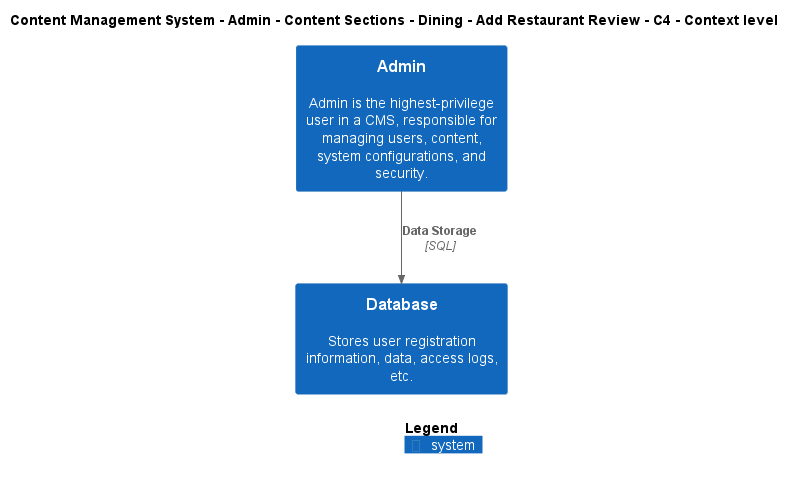 Content Management System - Admin - Content Sections - Dining - Add Restaurant Review - C4 - Context level
Admin
Admin is the highest-privilege
user in a CMS, responsible for
managing users, content,
system configurations, and
security.
Data Storage
[SQL]
Database
Stores user registration
information, data, access logs,
etc.
Legend
system